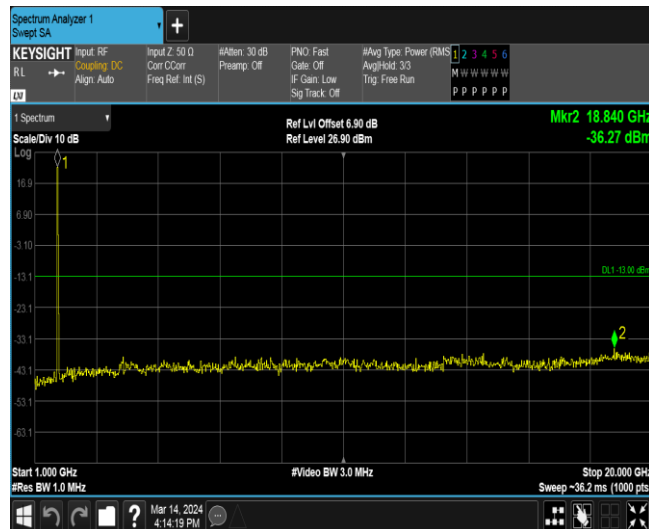 Spectrum Analyzer 1
Swept SA
+
KEYSIGHT
RL
LXI
Input: RF
Coupling: DC
Align: Auto
Input Z: 50 Ω
Corr CCorr
Freq Ref: Int (S)
#Atten: 30 dB
Preamp: Off
PNO: Fast
Gate: Off
IF Gain: Low
Sig Track: Off
#Avg Type: Power (RMS
Avg|Hold: 3/3
Trig: Free Run
1 2 3 4 5 6
M W W W W W
P P P P P P
1 Spectrum
Scale/Div 10 dB
Log
Ref Lvl Offset 6.90 dB
Ref Level 26.90 dBm
Mkr2 18.840 GHz
-36.27 dBm
1
16.9
6.90
-3.10
-13.1
DL1 -13.00 dBm
-23.1
-33.1
2
-43.1
-53.1
-63.1
Start 1.000 GHz
#Video BW 3.0 MHz
Stop 20.000 GHz
#Res BW 1.0 MHz
Sweep ~36.2 ms (1000 pts
?
Mar 14, 2024
4:14:19 PM